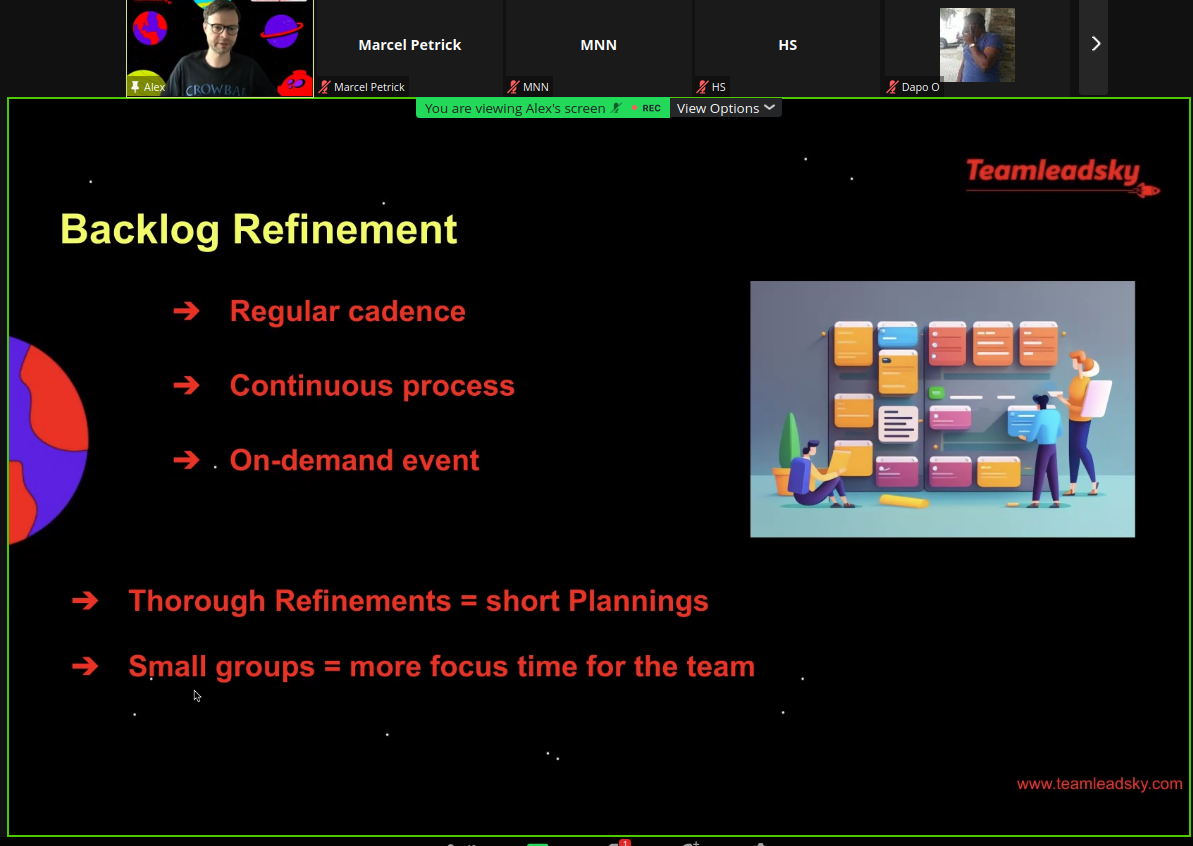 CROWBAR
Alex
Marcel Petrick
Marcel Petrick
MNN
MNN
HS
HS
Dapo O
You are viewing Alex's screen
REC
View Options
Teamleadsky
Backlog Refinement
➔ Regular cadence
➔ Continuous process
➔ On-demand event
➔ Thorough Refinements = short Plannings
➔ Small groups = more focus time for the team
www.teamleadsky.com
1